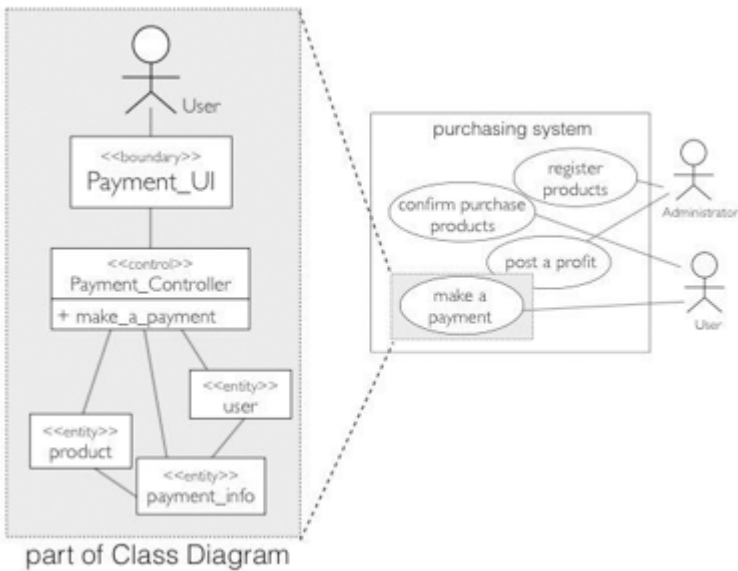 User
<<boundary>>
Payment_UI
<<control>>
Payment_Controller
+ make_a_payment
<<entity>>
user
<<entity>>
product
<<entity>>
payment_info
part of Class Diagram
purchasing system
register
products
confirm purchase
products
post a profit
make a
payment
Administrator
User